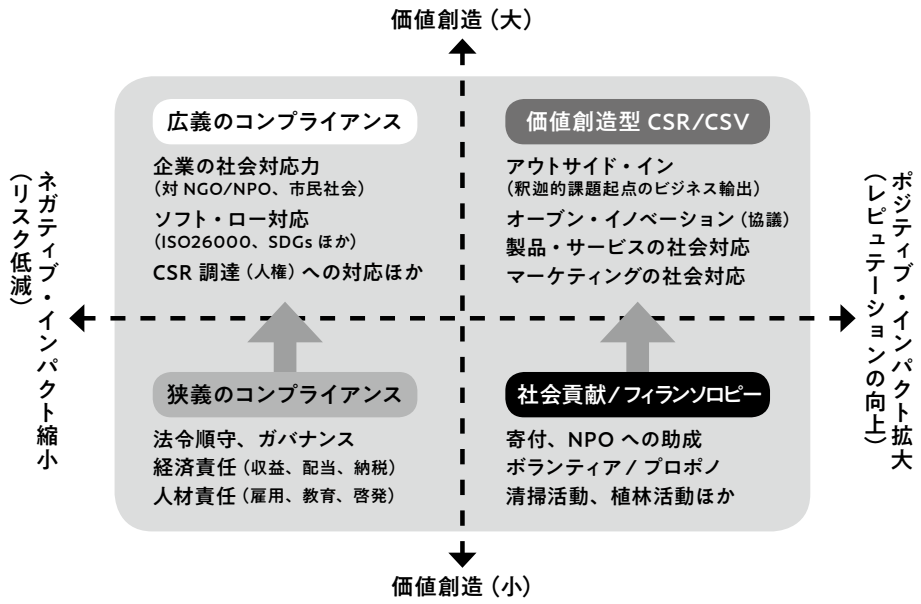 価値創造（大）
広義のコンプライアンス
企業の社会対応力
（対 NGO/NPO、市民社会）
ソフト・ロー対応
（ISO26000、SDGs ほか）
CSR 調達（人権）への対応ほか
価値創造型 CSR/CSV
アウトサイド・イン
（釈迦的課題起点のビジネス輸出）
オープン・イノベーション（協議）
製品・サービスの社会対応
マーケティングの社会対応
ネガティブ・インパクト縮小
（リスク低減）
ポジティブ・インパクト拡大
（レピュテーションの向上）
狭義のコンプライアンス
法令順守、ガバナンス
経済責任（収益、配当、納税）
人材責任（雇用、教育、啓発）
社会貢献/フィランソロピー
寄付、NPO への助成
ボランティア / プロボノ
清掃活動、植林活動ほか
価値創造（小）